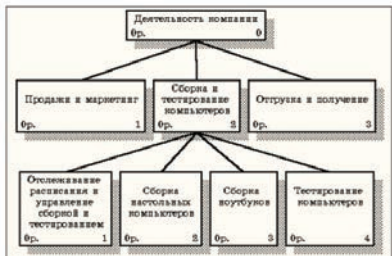 Деятельность компании
0р. 0
Продажи и маркетинг
0р. 1
Сборка и
тестирование
компьютеров
0р. 2
Отгрузка и получение
0р. 3
Отслеживание
расписания и
управление
сборкой и
тестированием
0р. 1
Сборка
настольных
компьютеров
0р. 2
Сборка
ноутбуков
0р. 3
Тестирование
компьютеров
0р. 4